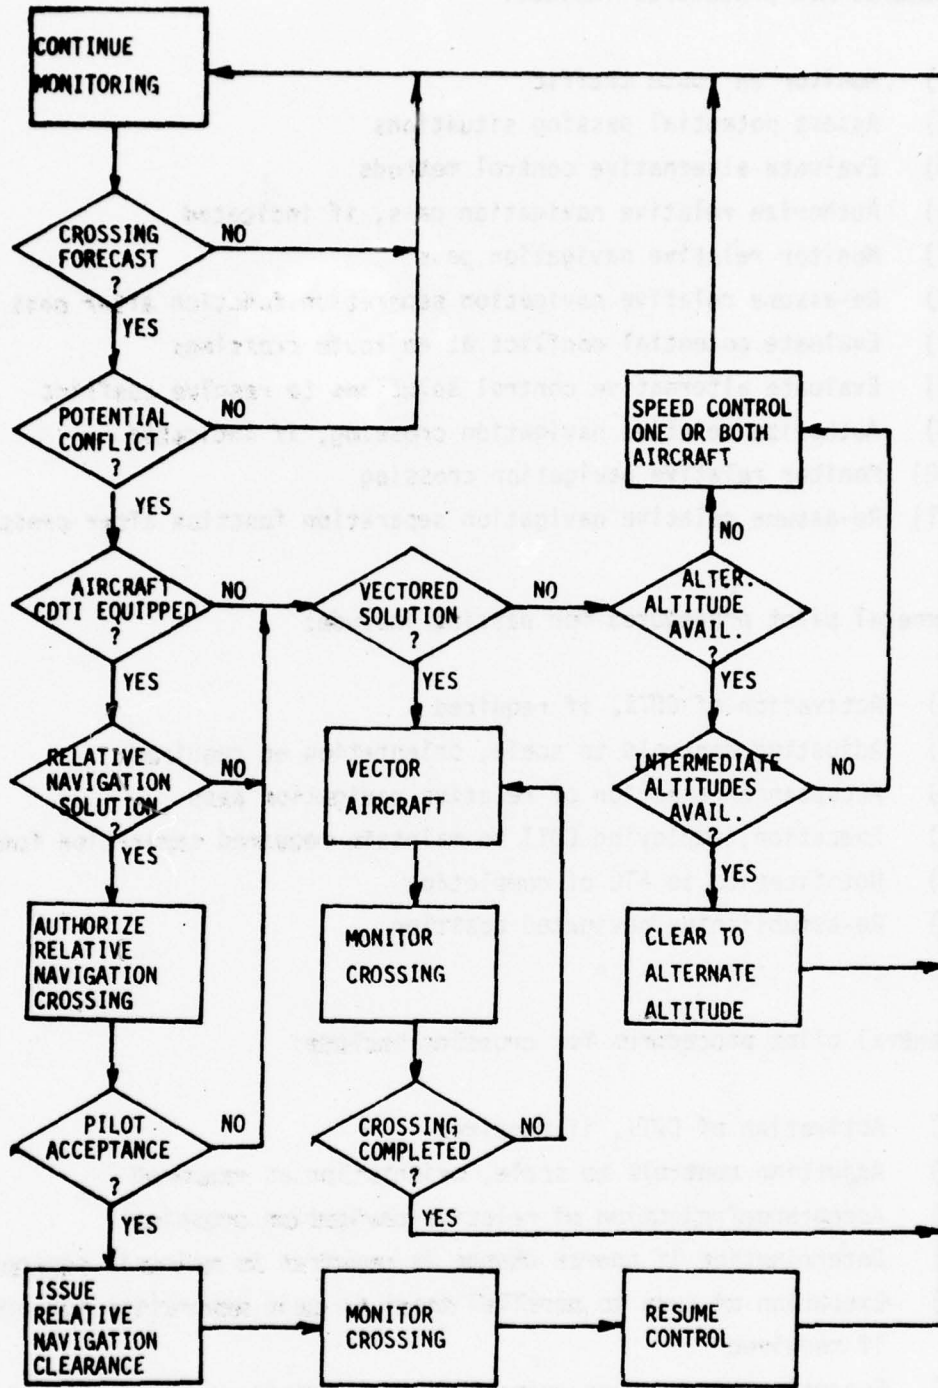 CONTINUE
MONITORING
CROSSING
FORECAST
?
NO
YES
POTENTIAL
CONFLICT
?
NO
YES
SPEED CONTROL
ONE OR BOTH
AIRCRAFT
NO
AIRCRAFT
CDTI EQUIPPED
?
NO
YES
VECTORED
SOLUTION
?
NO
YES
ALTER.
ALTITUDE
AVAIL.
?
YES
RELATIVE
NAVIGATION
SOLUTION
?
NO
YES
VECTOR
AIRCRAFT
INTERMEDIATE
ALTITUDES
AVAIL.
NO
YES
AUTHORIZE
RELATIVE
NAVIGATION
CROSSING
MONITOR
CROSSING
CLEAR TO
ALTERNATE
ALTITUDE
PILOT
ACCEPTANCE
?
NO
YES
CROSSING
COMPLETED
?
NO
YES
ISSUE
RELATIVE
NAVIGATION
CLEARANCE
MONITOR
CROSSING
RESUME
CONTROL